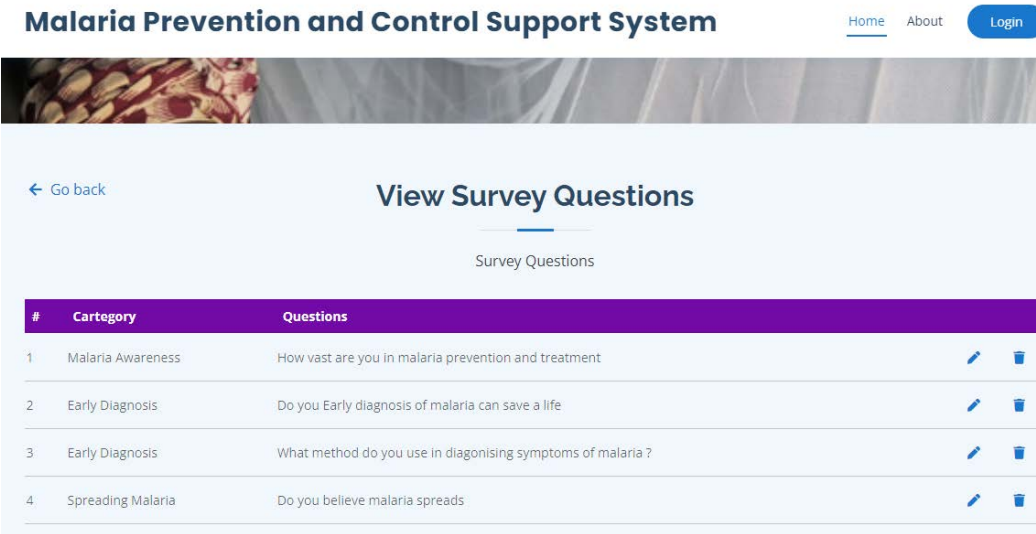 Malaria Prevention and Control Support System Home About Login
Go back
View Survey Questions
Survey Questions
# Cartegory Questions
1 Malaria Awareness How vast are you in malaria prevention and treatment
2 Early Diagnosis Do you Early diagnosis of malaria can save a life
3 Early Diagnosis What method do you use in diagonising symptoms of malaria ?
4 Spreading Malaria Do you believe malaria spreads